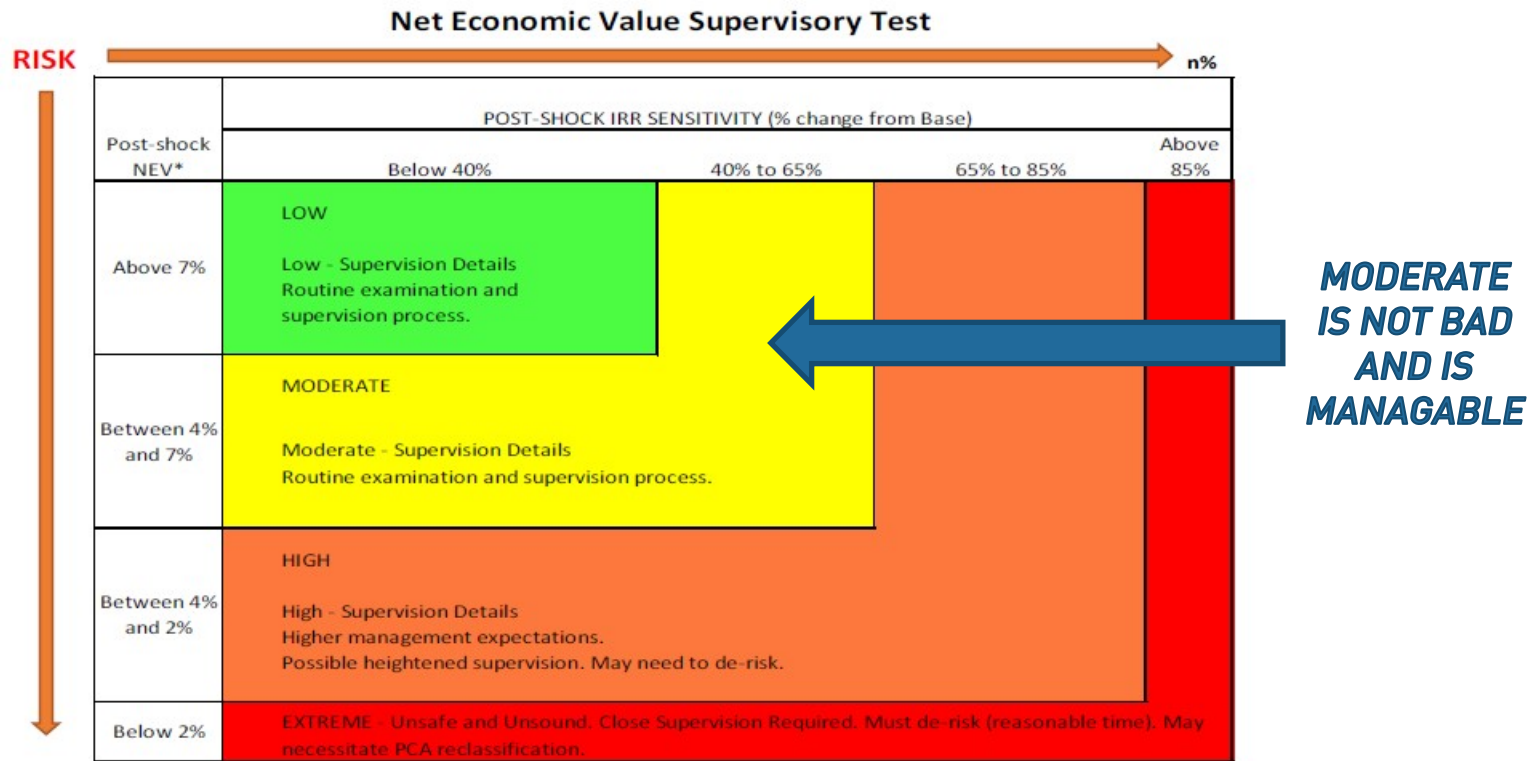 Net Economic Value Supervisory Test
RISK
n%
POST-SHOCK IRR SENSITIVITY (% change from Base)
Post-shock
NEV*
Below 40%
40% to 65%
65% to 85%
Above
85%
Above 7%
LOW
Low - Supervision Details
Routine examination and
supervision process.
MODERATE
IS NOT BAD
AND IS
MANAGABLE
Between 4%
and 7%
MODERATE
Moderate - Supervision Details
Routine examination and supervision process.
Between 4%
and 2%
HIGH
High - Supervision Details
Higher management expectations.
Possible heightened supervision. May need to de-risk.
Below 2%
EXTREME - Unsafe and Unsound. Close Supervision Required. Must de-risk (reasonable time). May
necessitate PCA reclassification.